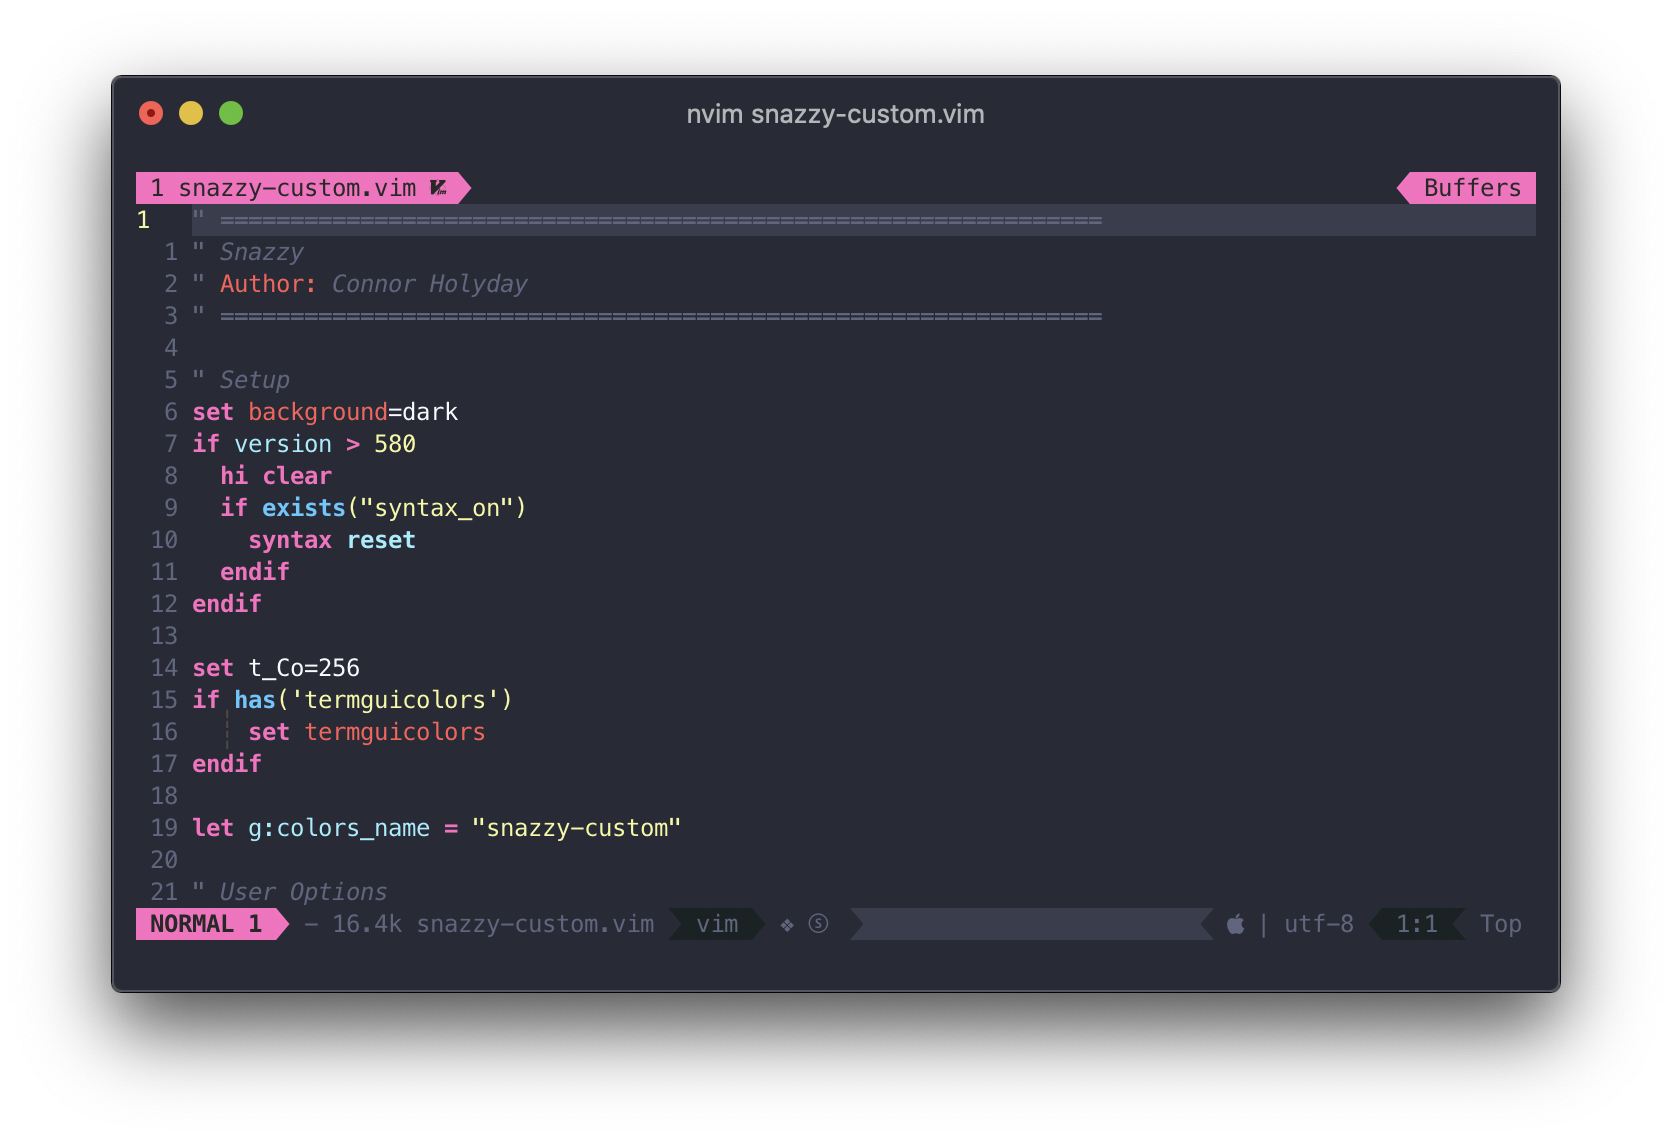 nvim snazzy-custom.vim
1 snazzy-custom.vim Buffers
1 " ===============================================================
1 " Snazzy
2 " Author: Connor Holyday
3 " ===============================================================
4
5 " Setup
6 set background=dark
7 if version > 580
8   hi clear
9   if exists("syntax_on")
10     syntax reset
11   endif
12 endif
13
14 set t_Co=256
15 if has('termguicolors')
16   ¦ set termguicolors
17 endif
18
19 let g:colors_name = "snazzy-custom"
20
21 " User Options
NORMAL 1 - 16.4k snazzy-custom.vim vim ❖ Ⓢ | utf-8 1:1 Top